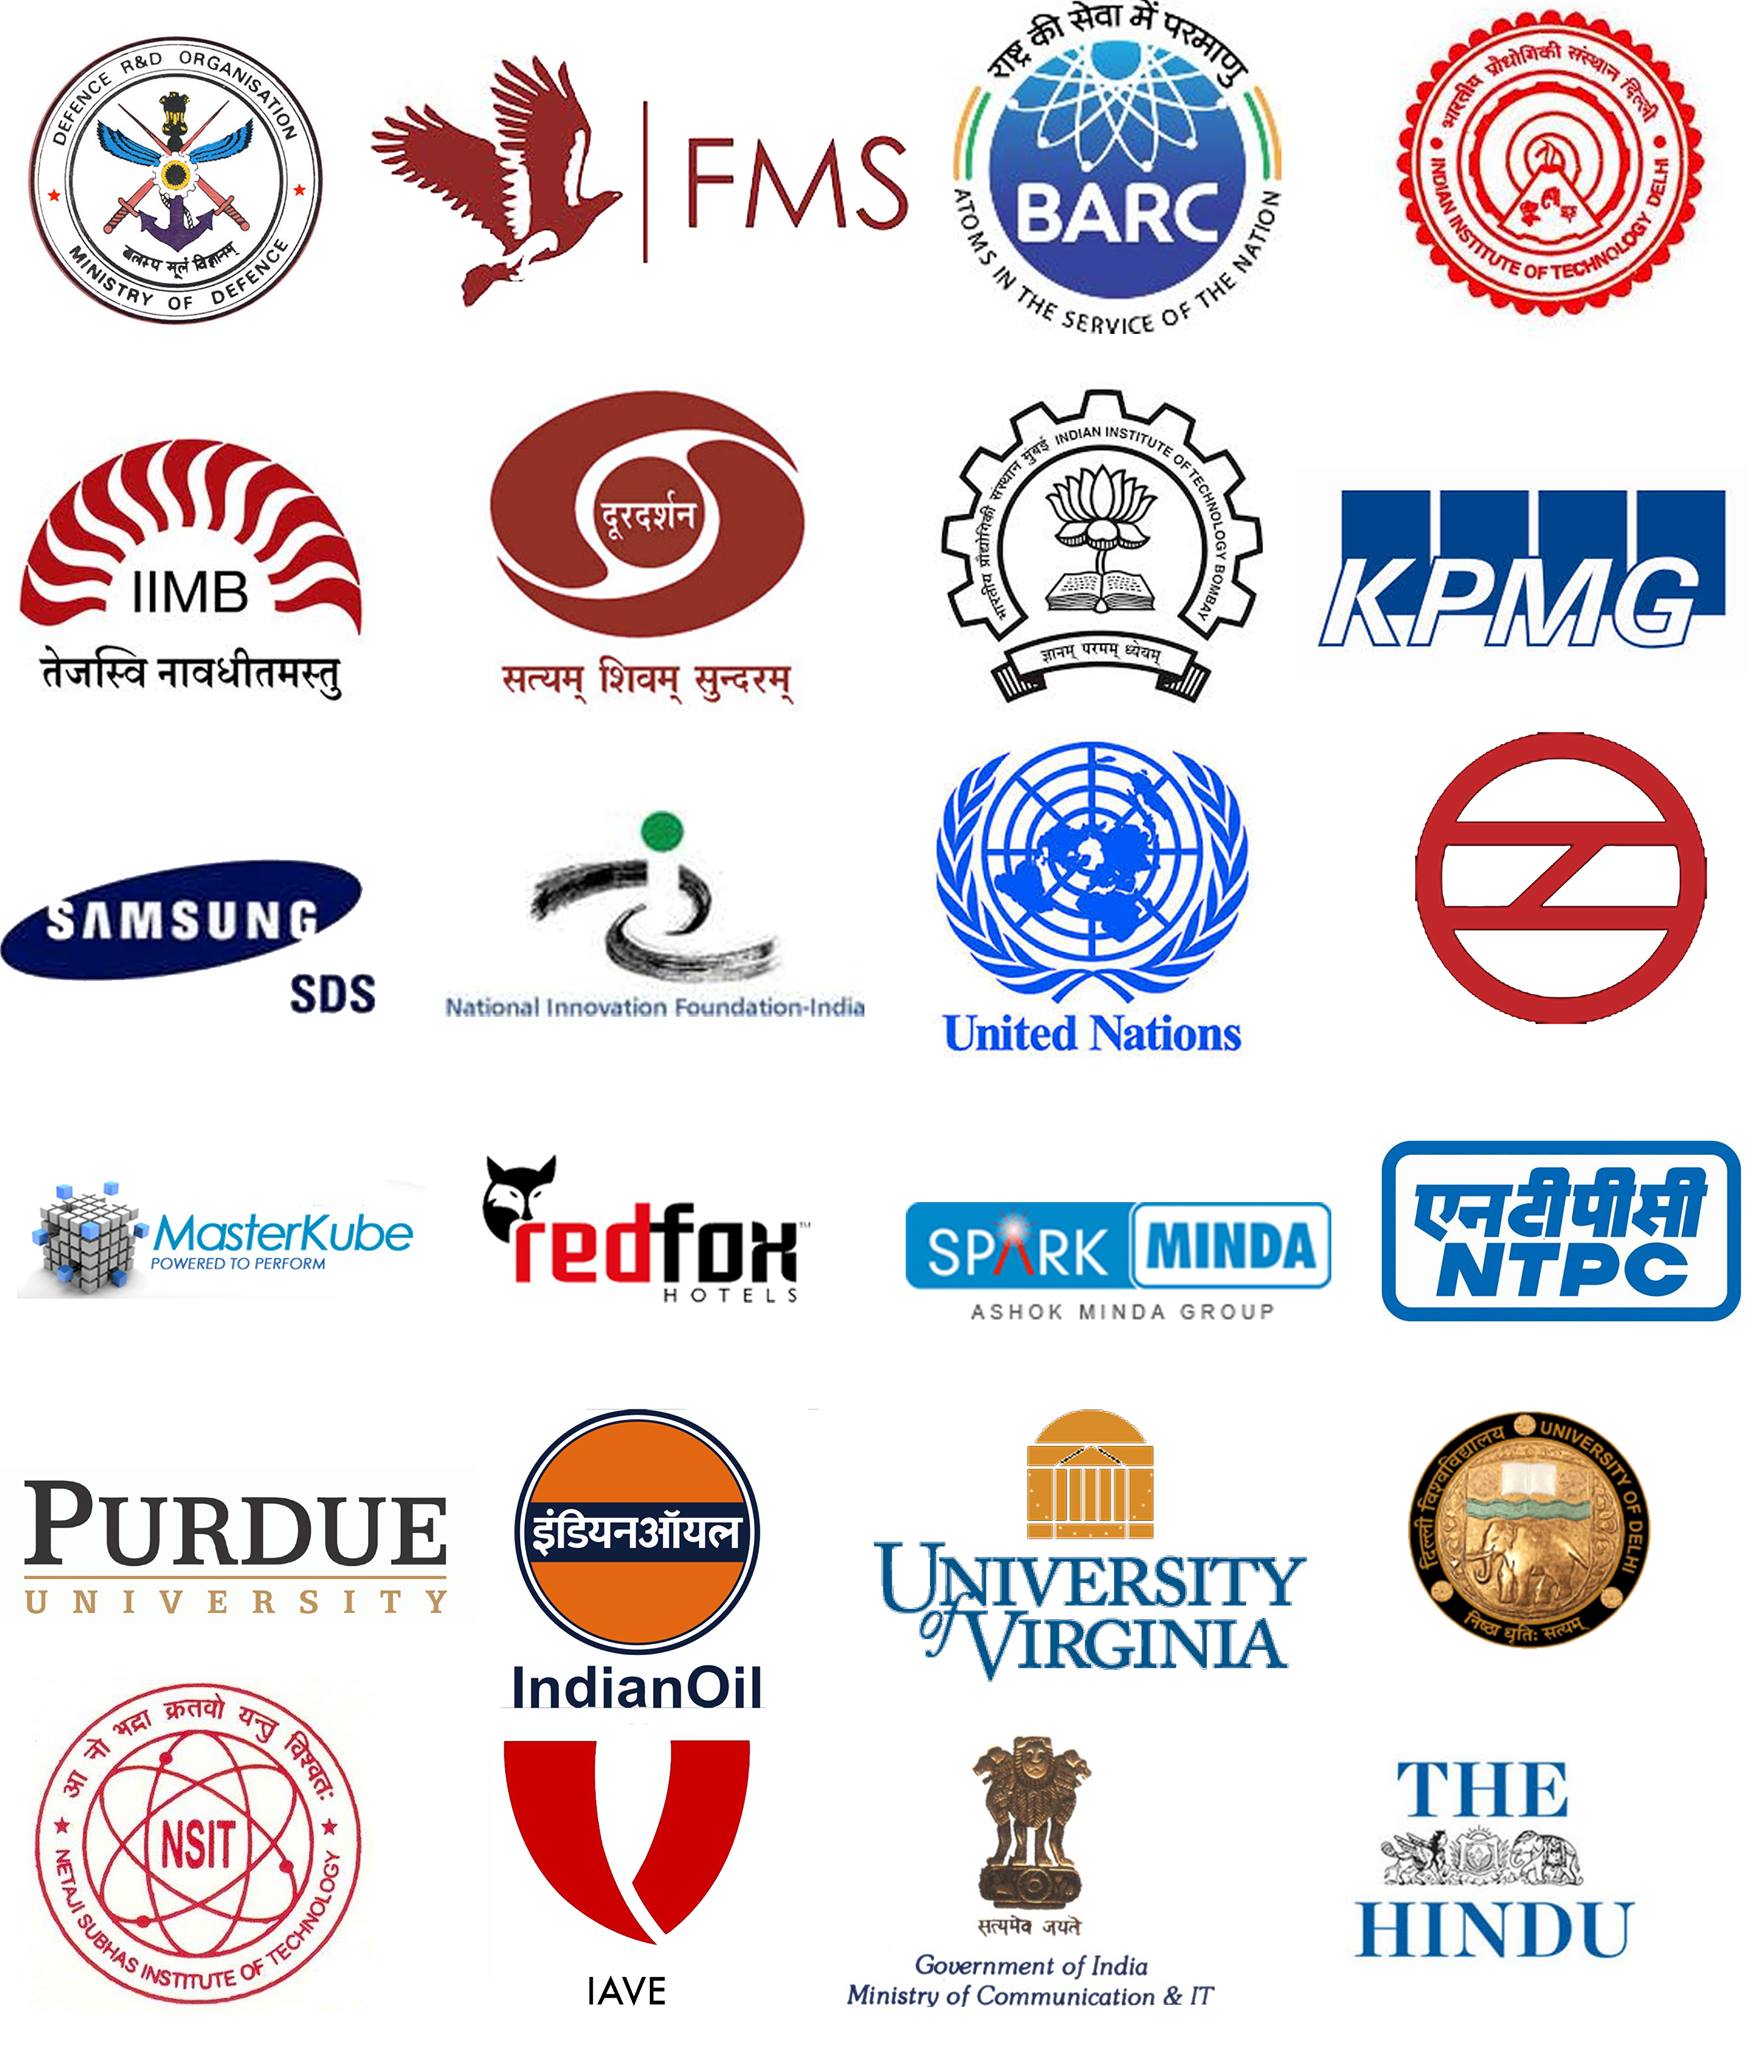 DEFENCE R&D ORGANISATION
बलस्य मूलं विज्ञानम्
MINISTRY OF DEFENCE
FMS
राष्ट्र की सेवा में परमाणु
BARC
ATOMS IN THE SERVICE OF THE NATION
भारतीय प्रौद्योगिकी संस्थान दिल्ली
INDIAN INSTITUTE OF TECHNOLOGY DELHI
IIMB
तेजस्वि नावधीतमस्तु
दूरदर्शन
सत्यम् शिवम् सुन्दरम्
भारतीय प्रौद्योगिकी संस्थान मुंबई INDIAN INSTITUTE OF TECHNOLOGY BOMBAY
ज्ञानम् परमम् ध्येयम्
KPMG
SAMSUNG
SDS
National Innovation Foundation-India
United Nations
MasterKube
POWERED TO PERFORM
redfox™
HOTELS
SPARK MINDA
ASHOK MINDA GROUP
एनटीपीसी
NTPC
PURDUE
UNIVERSITY
इंडियनऑयल
IndianOil
UNIVERSITY
of VIRGINIA
दिल्ली विश्वविद्यालय UNIVERSITY OF DELHI
निष्ठा धृतिः सत्यम्
आ नो भद्रा क्रतवो यन्तु विश्वतः
NSIT
NETAJI SUBHAS INSTITUTE OF TECHNOLOGY
IAVE
सत्यमेव जयते
Government of India
Ministry of Communication & IT
THE
HINDU